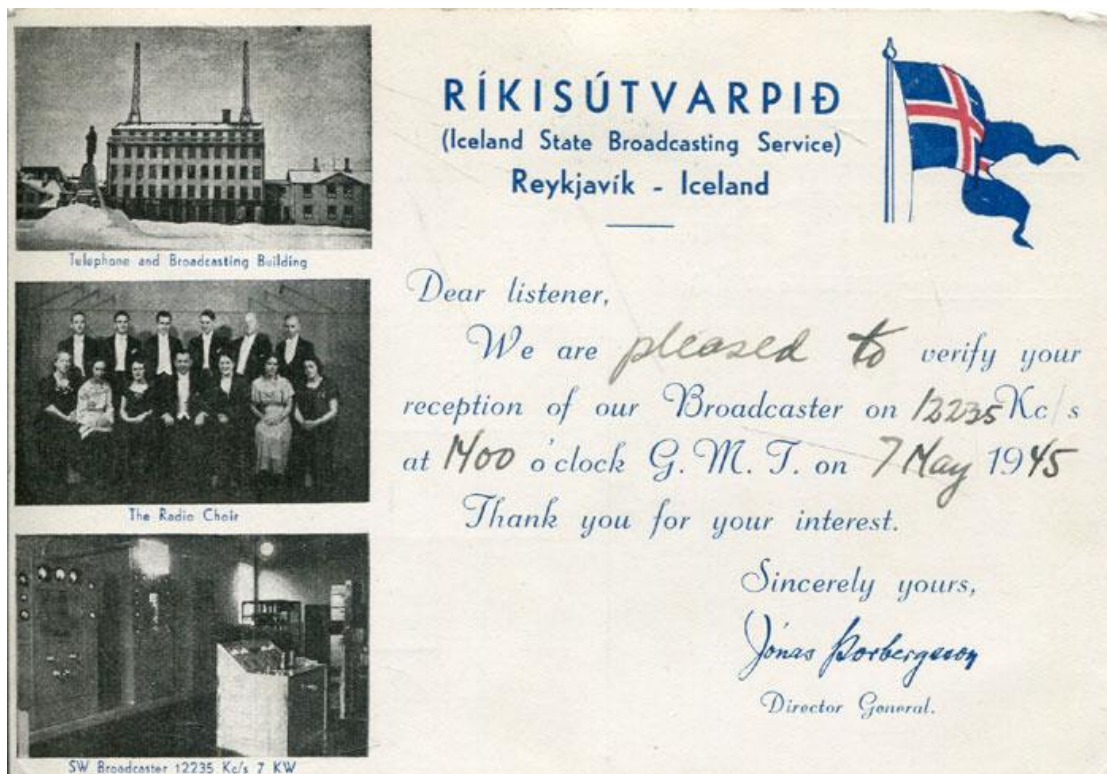 RÍKISÚTVARPIÐ
(Iceland State Broadcasting Service)
Reykjavík - Iceland
Telephone and Broadcasting Building
The Radio Choir
SW Broadcaster 12235 Kc/s 7 KW
Dear listener,
We are pleased to verify your
reception of our Broadcaster on 12235 Kc/s
at 1400 o'clock G. M. T. on 7 May 1945
Thank you for your interest.
Sincerely yours,
Jónas Þorbergsson
Director General.